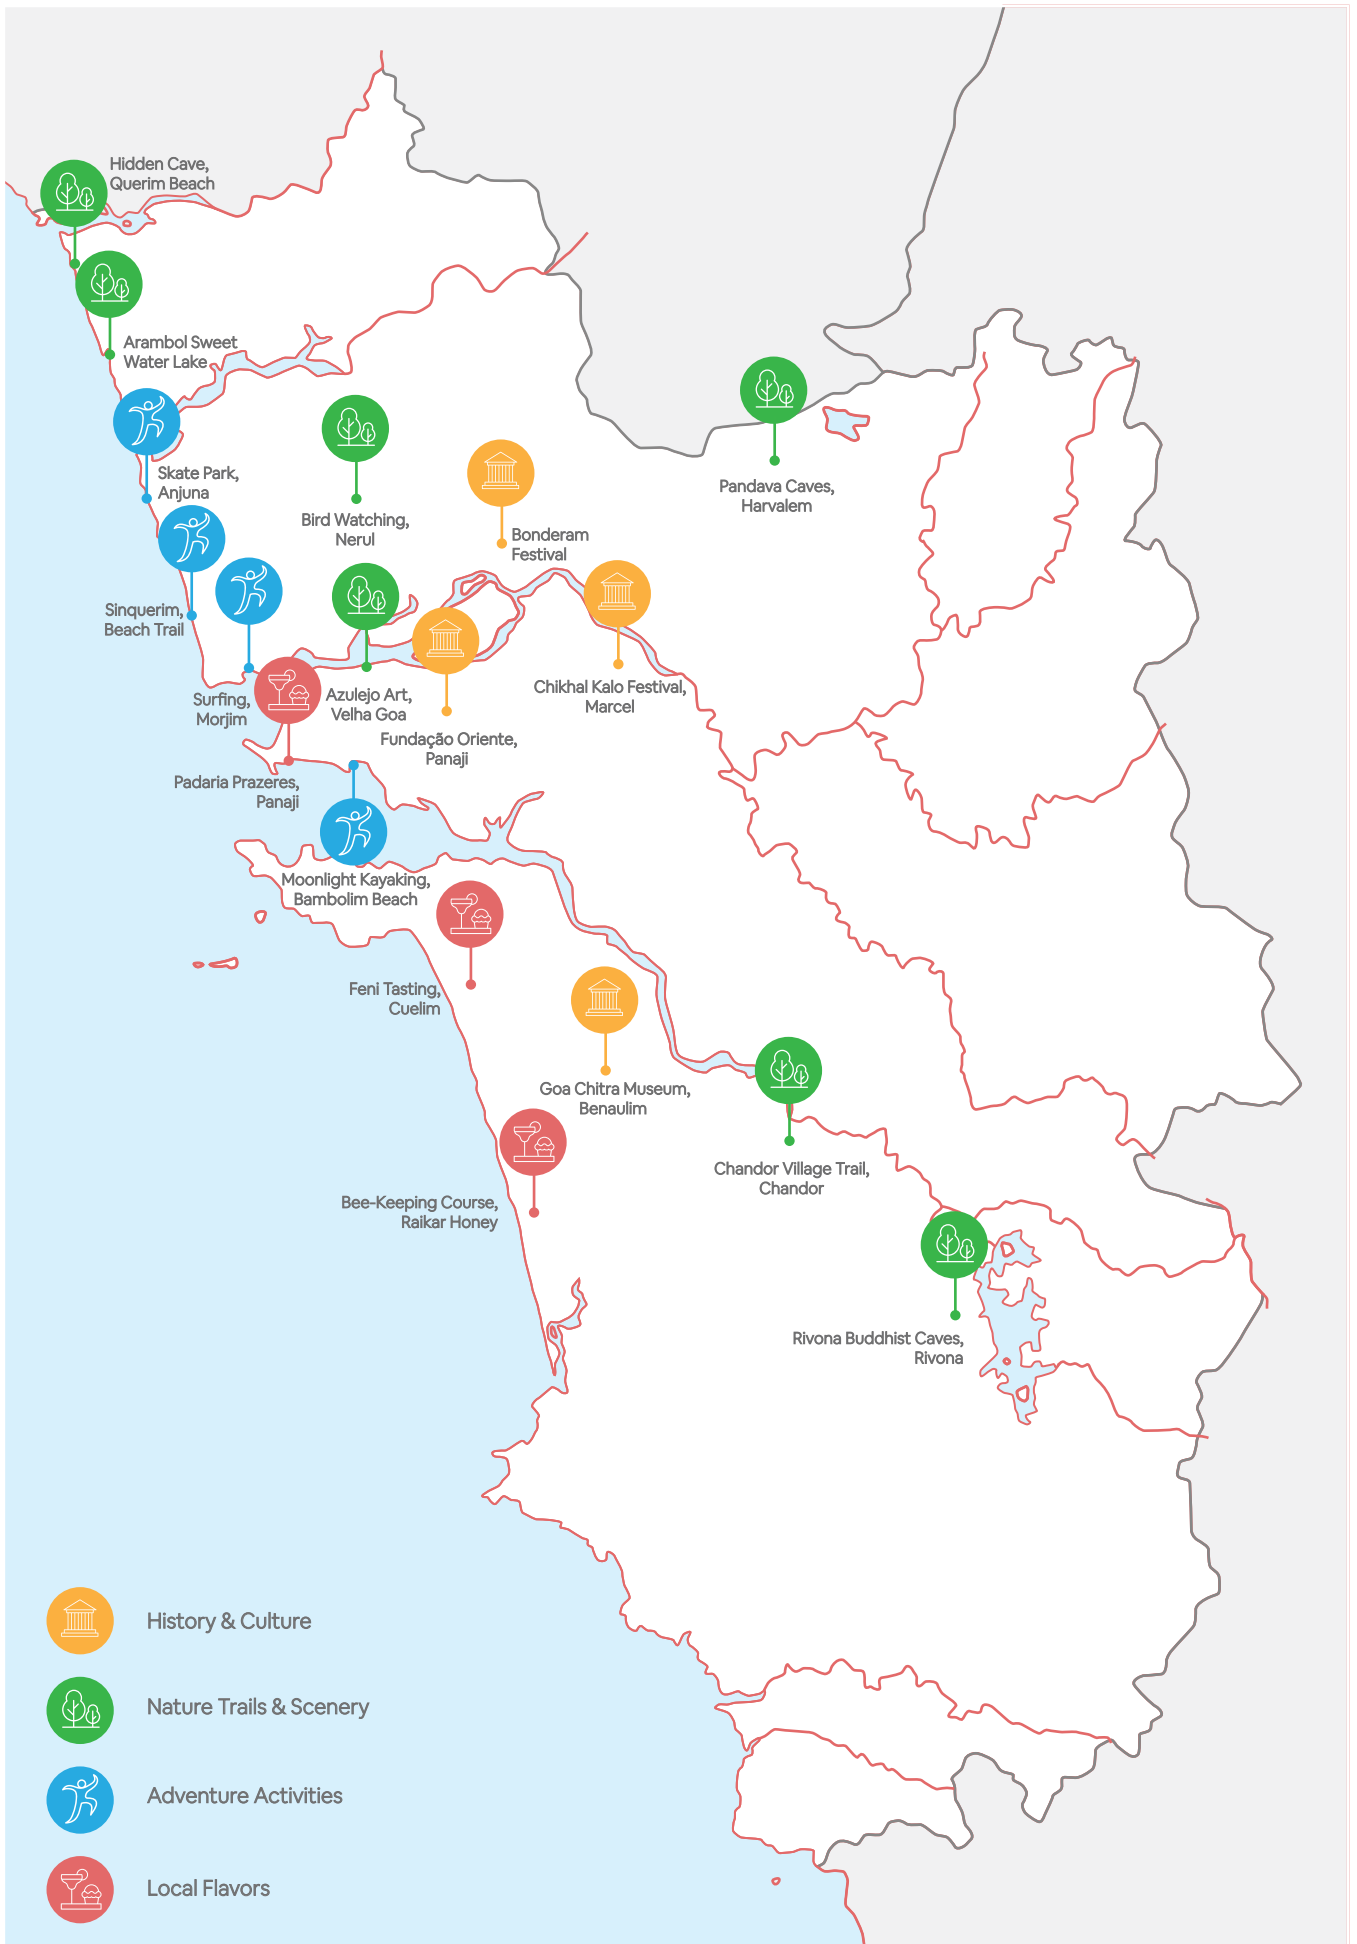 Hidden Cave,
Querim Beach
Arambol Sweet
Water Lake
Skate Park,
Anjuna
Bird Watching,
Nerul
Bonderam
Festival
Pandava Caves,
Harvalem
Sinquerim,
Beach Trail
Surfing,
Morjim
Azulejo Art,
Velha Goa
Chikhal Kalo Festival,
Marcel
Fundação Oriente,
Panaji
Padaria Prazeres,
Panaji
Moonlight Kayaking,
Bambolim Beach
Feni Tasting,
Cuelim
Goa Chitra Museum,
Benaulim
Chandor Village Trail,
Chandor
Bee-Keeping Course,
Raikar Honey
Rivona Buddhist Caves,
Rivona
History & Culture
Nature Trails & Scenery
Adventure Activities
Local Flavors